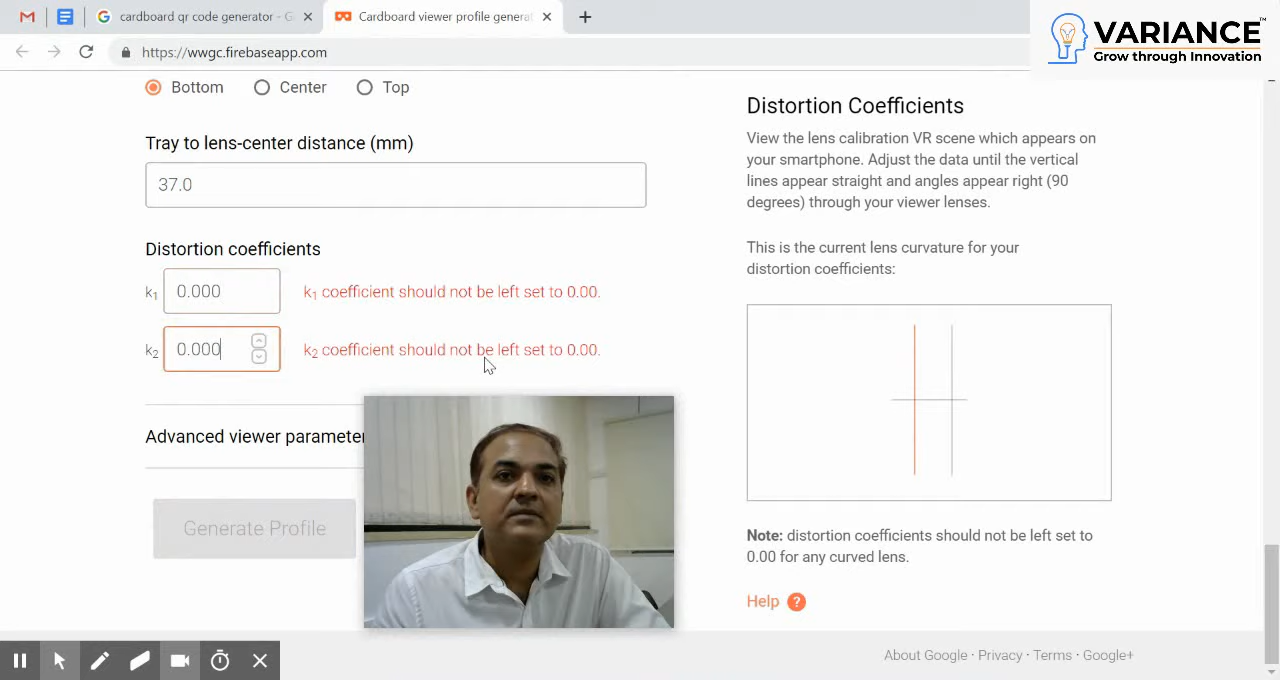 cardboard qr code generator - G
Cardboard viewer profile generat
VARIANCE™
Grow through Innovation
https://wwgc.firebaseapp.com
Bottom
Center
Top
Tray to lens-center distance (mm)
37.0
Distortion coefficients
k1 0.000 k1 coefficient should not be left set to 0.00.
k2 0.000 k2 coefficient should not be left set to 0.00.
Advanced viewer parameter
Generate Profile
Distortion Coefficients
View the lens calibration VR scene which appears on
your smartphone. Adjust the data until the vertical
lines appear straight and angles appear right (90
degrees) through your viewer lenses.
This is the current lens curvature for your
distortion coefficients:
Note: distortion coefficients should not be left set to
0.00 for any curved lens.
Help ?
About Google · Privacy · Terms · Google+